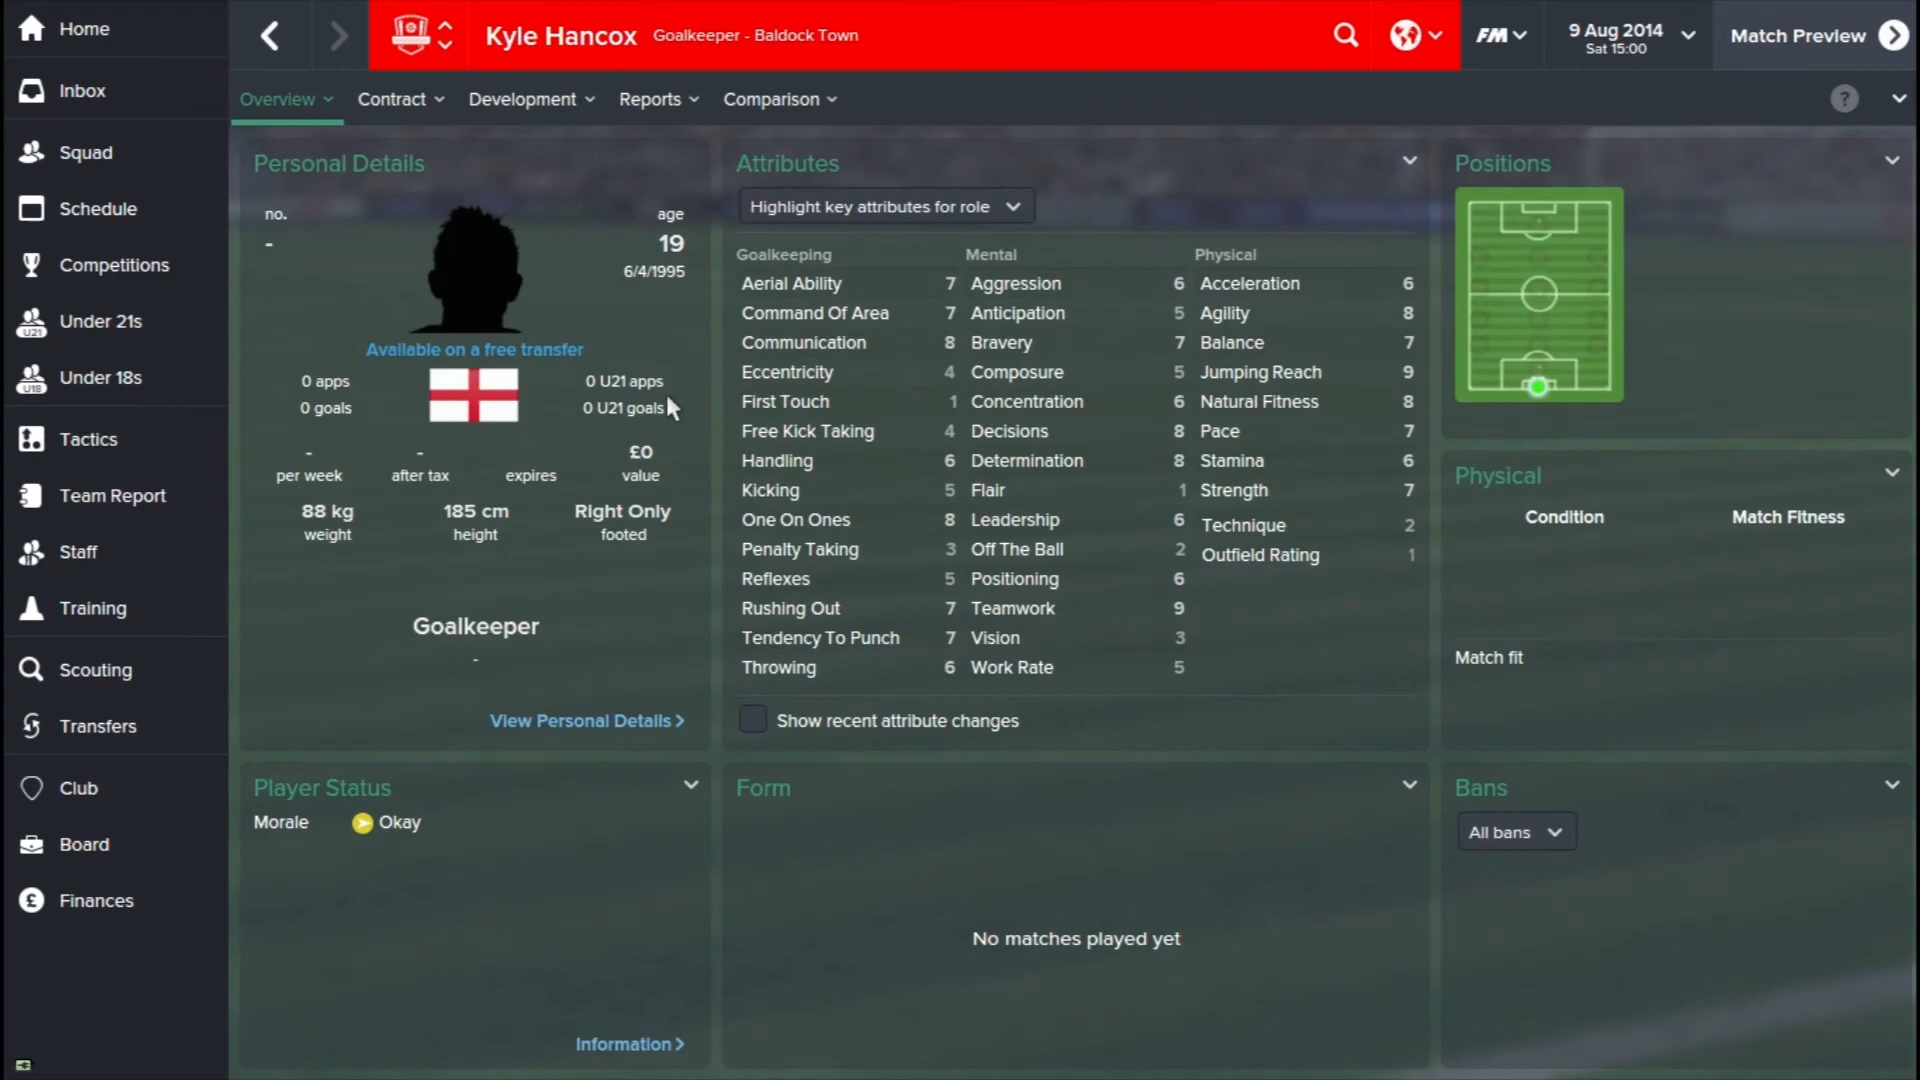 Home
Inbox
Squad
Schedule
Competitions
U21 Under 21s
U18 Under 18s
Tactics
Team Report
Staff
Training
Scouting
Transfers
Club
Board
£ Finances
Kyle Hancox Goalkeeper - Baldock Town
FM
9 Aug 2014
Sat 15:00
Match Preview
Overview Contract Development Reports Comparison ?
Personal Details
no.
-
age
19
6/4/1995
Available on a free transfer
0 apps
0 goals
0 U21 apps
0 U21 goals
- - £0
per week after tax expires value
88 kg 185 cm Right Only
weight height footed
Goalkeeper
-
View Personal Details >
Attributes
Highlight key attributes for role
Goalkeeping Mental Physical
Aerial Ability 7 Aggression 6 Acceleration 6
Command Of Area 7 Anticipation 5 Agility 8
Communication 8 Bravery 7 Balance 7
Eccentricity 4 Composure 5 Jumping Reach 9
First Touch 1 Concentration 6 Natural Fitness 8
Free Kick Taking 4 Decisions 8 Pace 7
Handling 6 Determination 8 Stamina 6
Kicking 5 Flair 1 Strength 7
One On Ones 8 Leadership 6 Technique 2
Penalty Taking 3 Off The Ball 2 Outfield Rating 1
Reflexes 5 Positioning 6
Rushing Out 7 Teamwork 9
Tendency To Punch 7 Vision 3
Throwing 6 Work Rate 5
Show recent attribute changes
Positions
Physical
Condition Match Fitness
Match fit
Player Status
Morale Okay
Information >
Form
No matches played yet
Bans
All bans